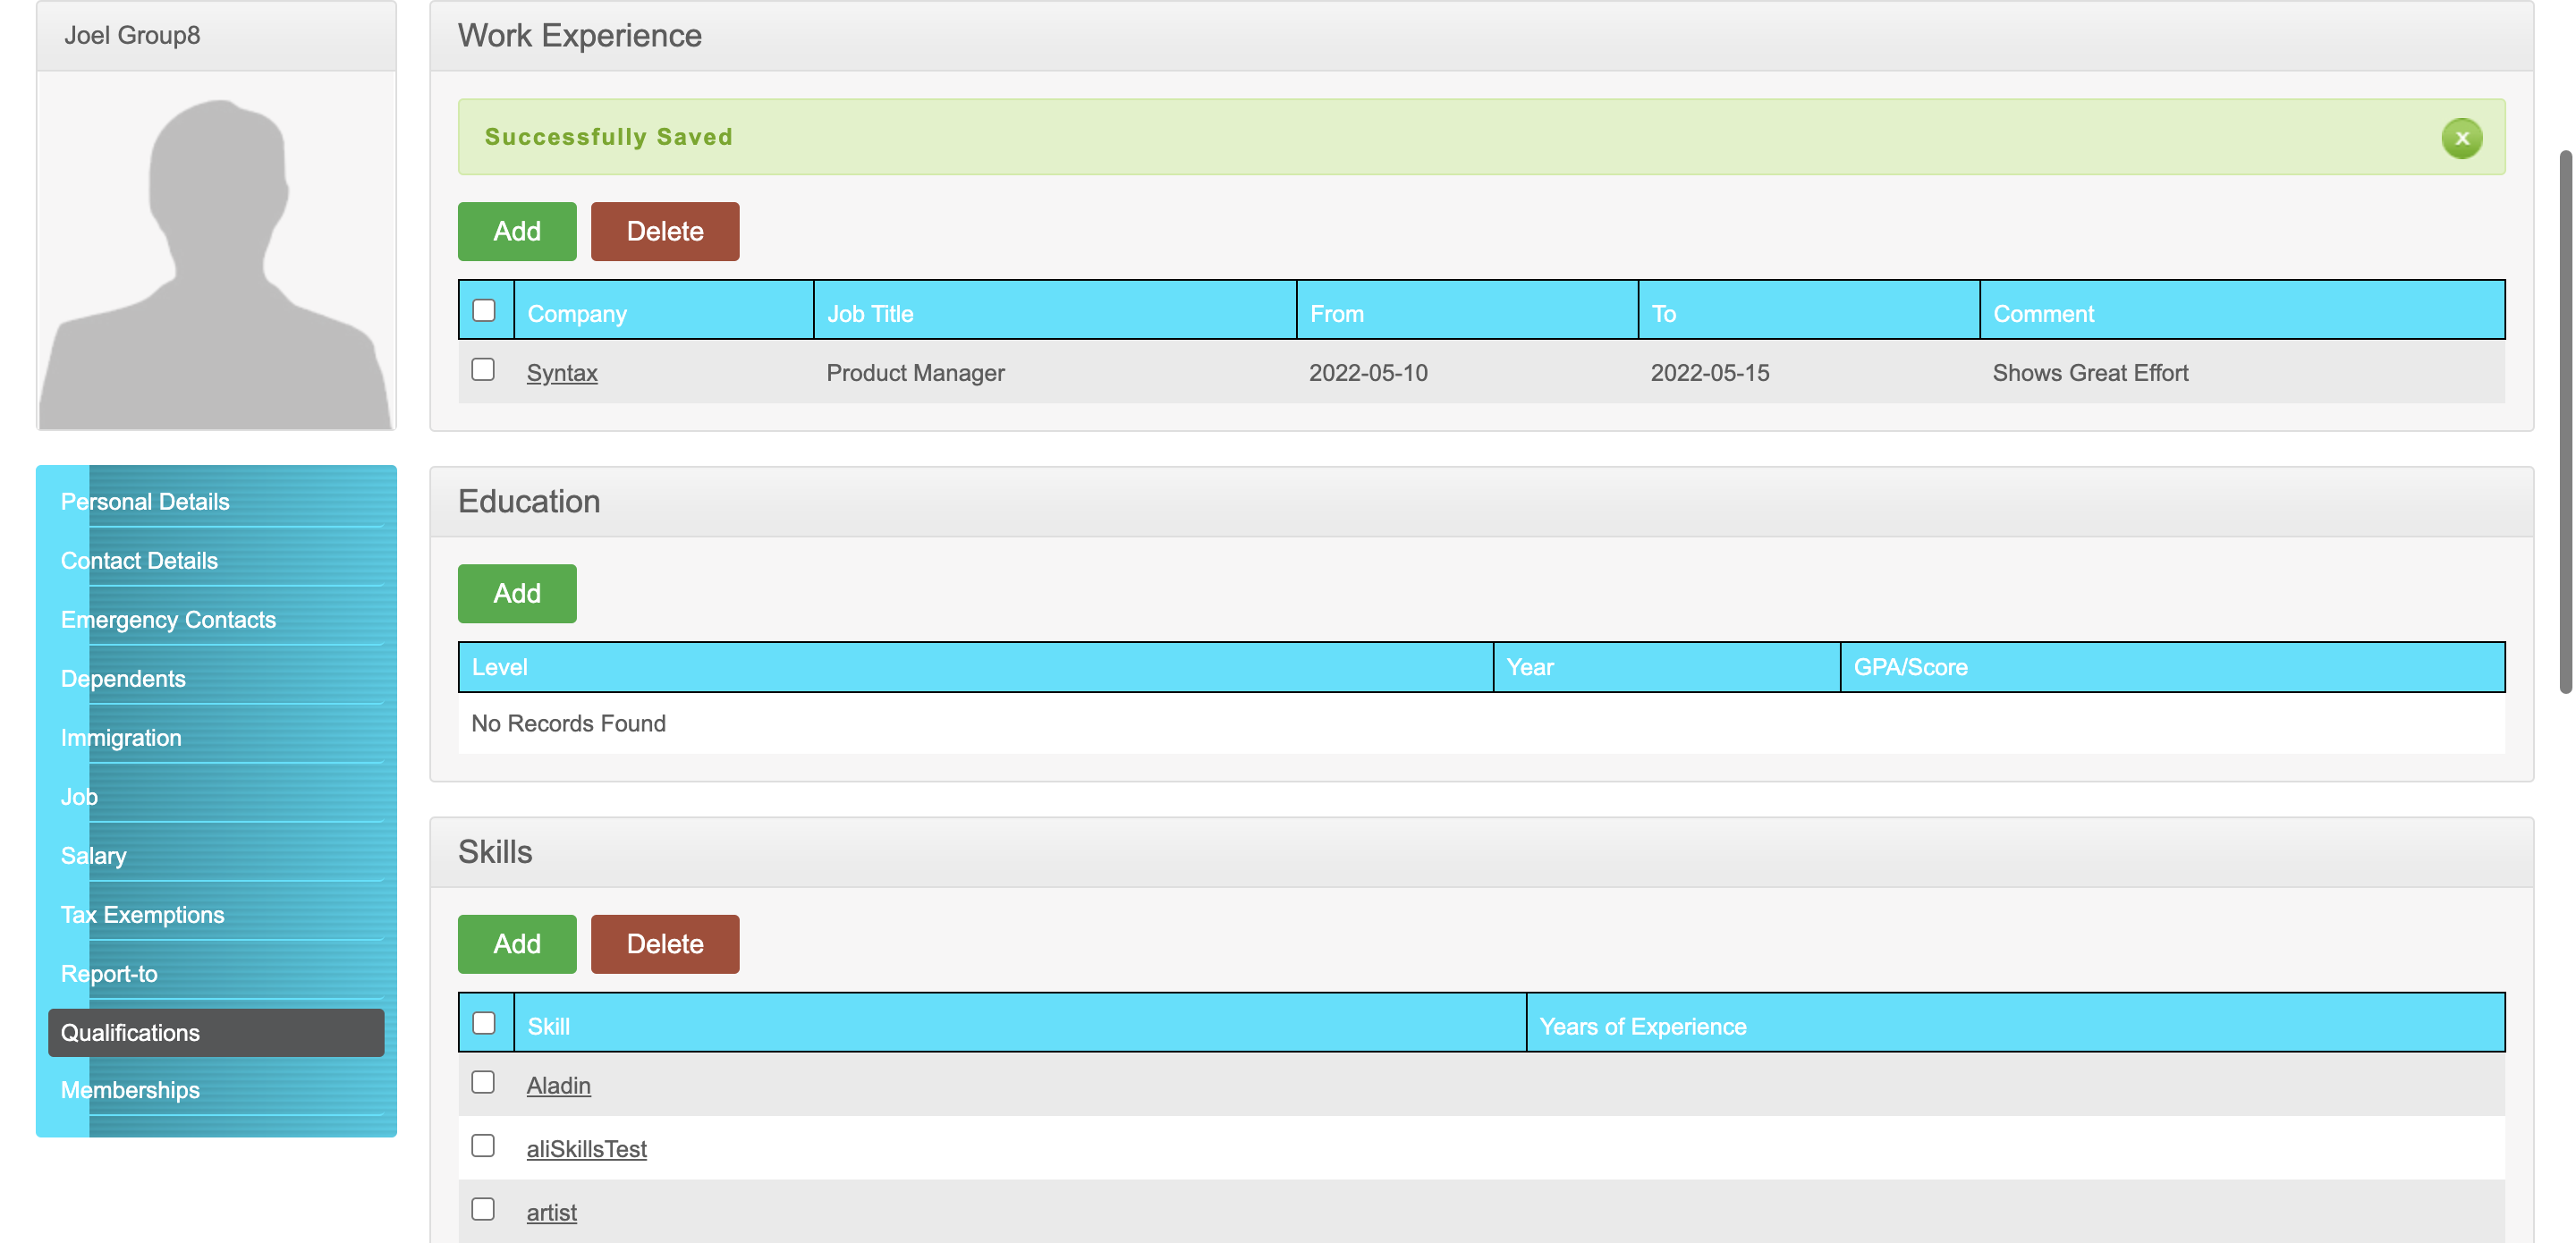 Joel Group8
Personal Details
Contact Details
Emergency Contacts
Dependents
Immigration
Job
Salary
Tax Exemptions
Report-to
Qualifications
Memberships
Work Experience
Successfully Saved
x
Add Delete
Company Job Title From To Comment
Syntax Product Manager 2022-05-10 2022-05-15 Shows Great Effort
Education
Add
Level Year GPA/Score
No Records Found
Skills
Add Delete
Skill Years of Experience
Aladin
aliSkillsTest
artist